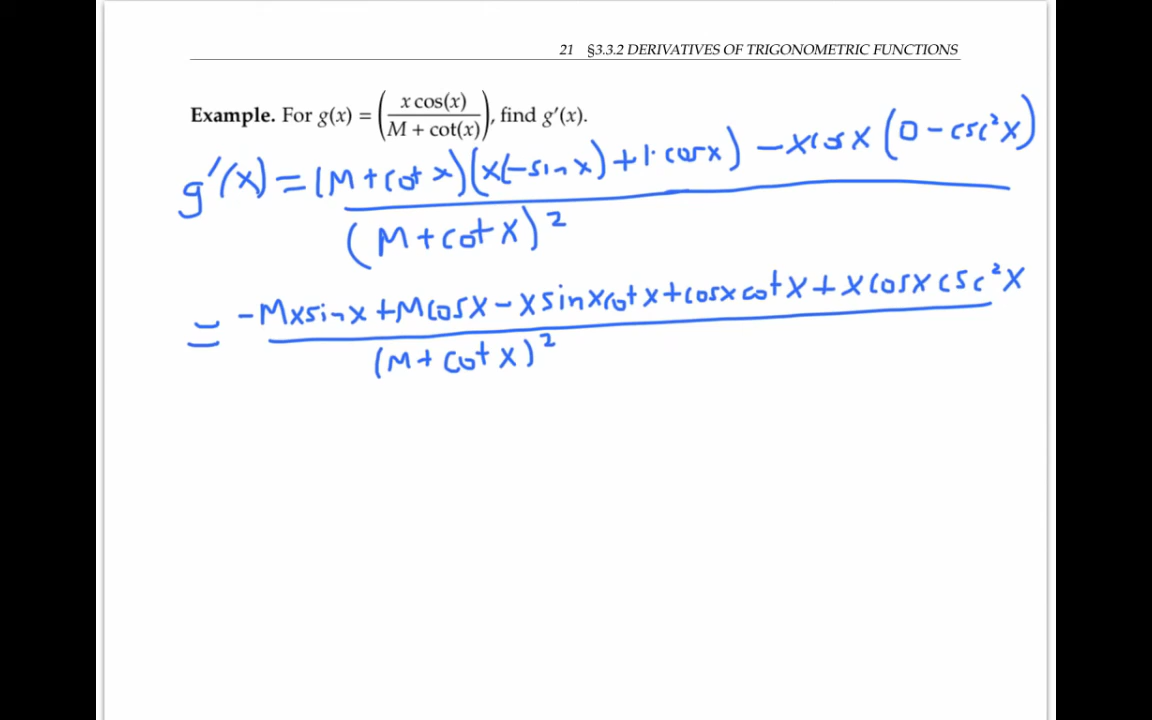 21 §3.3.2 DERIVATIVES OF TRIGONOMETRIC FUNCTIONS
Example. For g(x) = (x cos(x) / M + cot(x)), find g′(x).
g'(x) = (M + cot x)(x(-sin x) + 1· cos x) - x cos x (0 - csc²x)
(M + cot x)²
= -Mx sin x + M cos x - x sin x cot x + cos x cot x + x cos x csc² x
(M + cot x)²